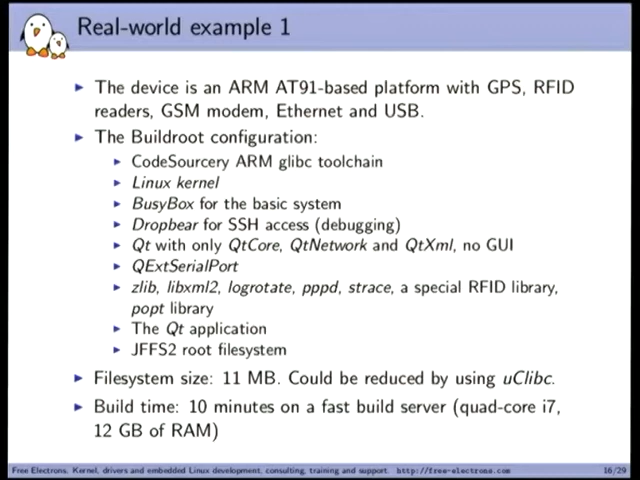 Real-world example 1
The device is an ARM AT91-based platform with GPS, RFID
readers, GSM modem, Ethernet and USB.
The Buildroot configuration:
CodeSourcery ARM glibc toolchain
Linux kernel
BusyBox for the basic system
Dropbear for SSH access (debugging)
Qt with only QtCore, QtNetwork and QtXml, no GUI
QExtSerialPort
zlib, libxml2, logrotate, pppd, strace, a special RFID library,
popt library
The Qt application
JFFS2 root filesystem
Filesystem size: 11 MB. Could be reduced by using uClibc.
Build time: 10 minutes on a fast build server (quad-core i7,
12 GB of RAM)
Free Electrons. Kernel, drivers and embedded Linux development, consulting, training and support. http://free-electrons.com 16/29